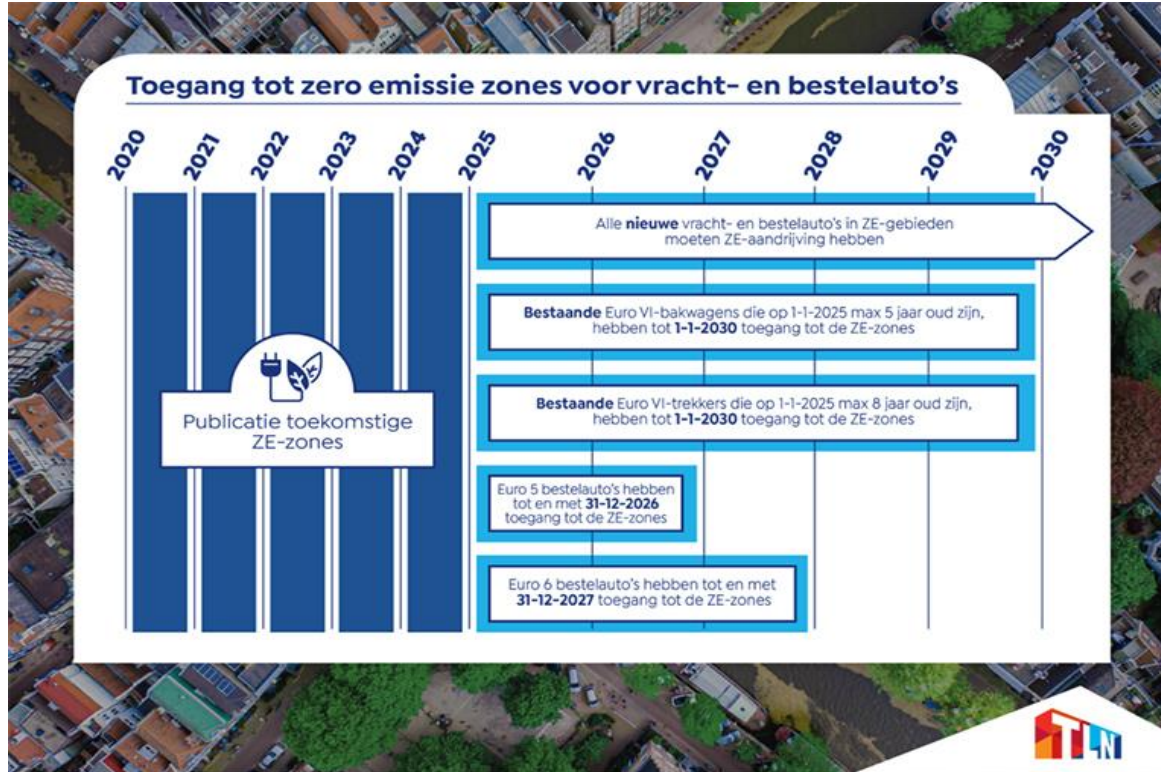 Toegang tot zero emissie zones voor vracht- en bestelauto's
2020
2021
2022
2023
2024
2025
2026
2027
2028
2029
2030
Alle nieuwe vracht- en bestelauto's in ZE-gebieden
moeten ZE-aandrijving hebben
Bestaande Euro VI-bakwagens die op 1-1-2025 max 5 jaar oud zijn,
hebben tot 1-1-2030 toegang tot de ZE-zones
Publicatie toekomstige
ZE-zones
Bestaande Euro VI-trekkers die op 1-1-2025 max 8 jaar oud zijn,
hebben tot 1-1-2030 toegang tot de ZE-zones
Euro 5 bestelauto's hebben
tot en met 31-12-2026
toegang tot de ZE-zones
Euro 6 bestelauto's hebben tot en met
31-12-2027 toegang tot de ZE-zones
TLN